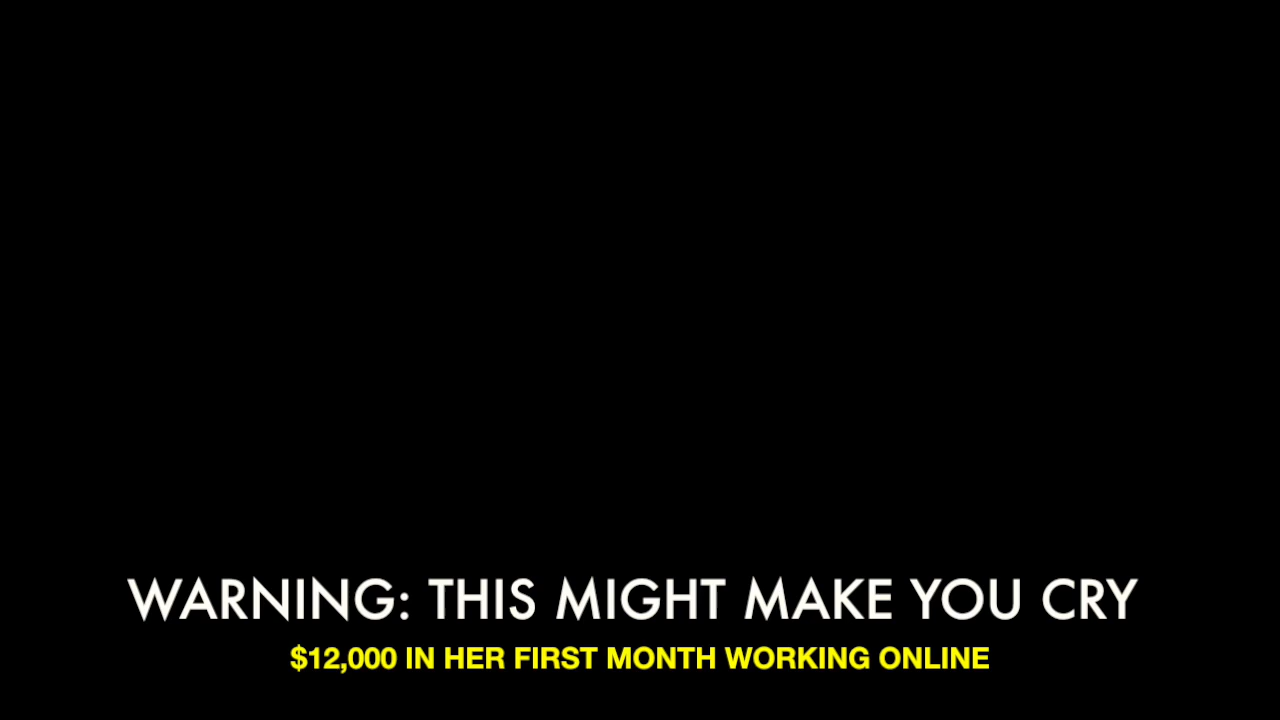 WARNING: THIS MIGHT MAKE YOU CRY
$12,000 IN HER FIRST MONTH WORKING ONLINE